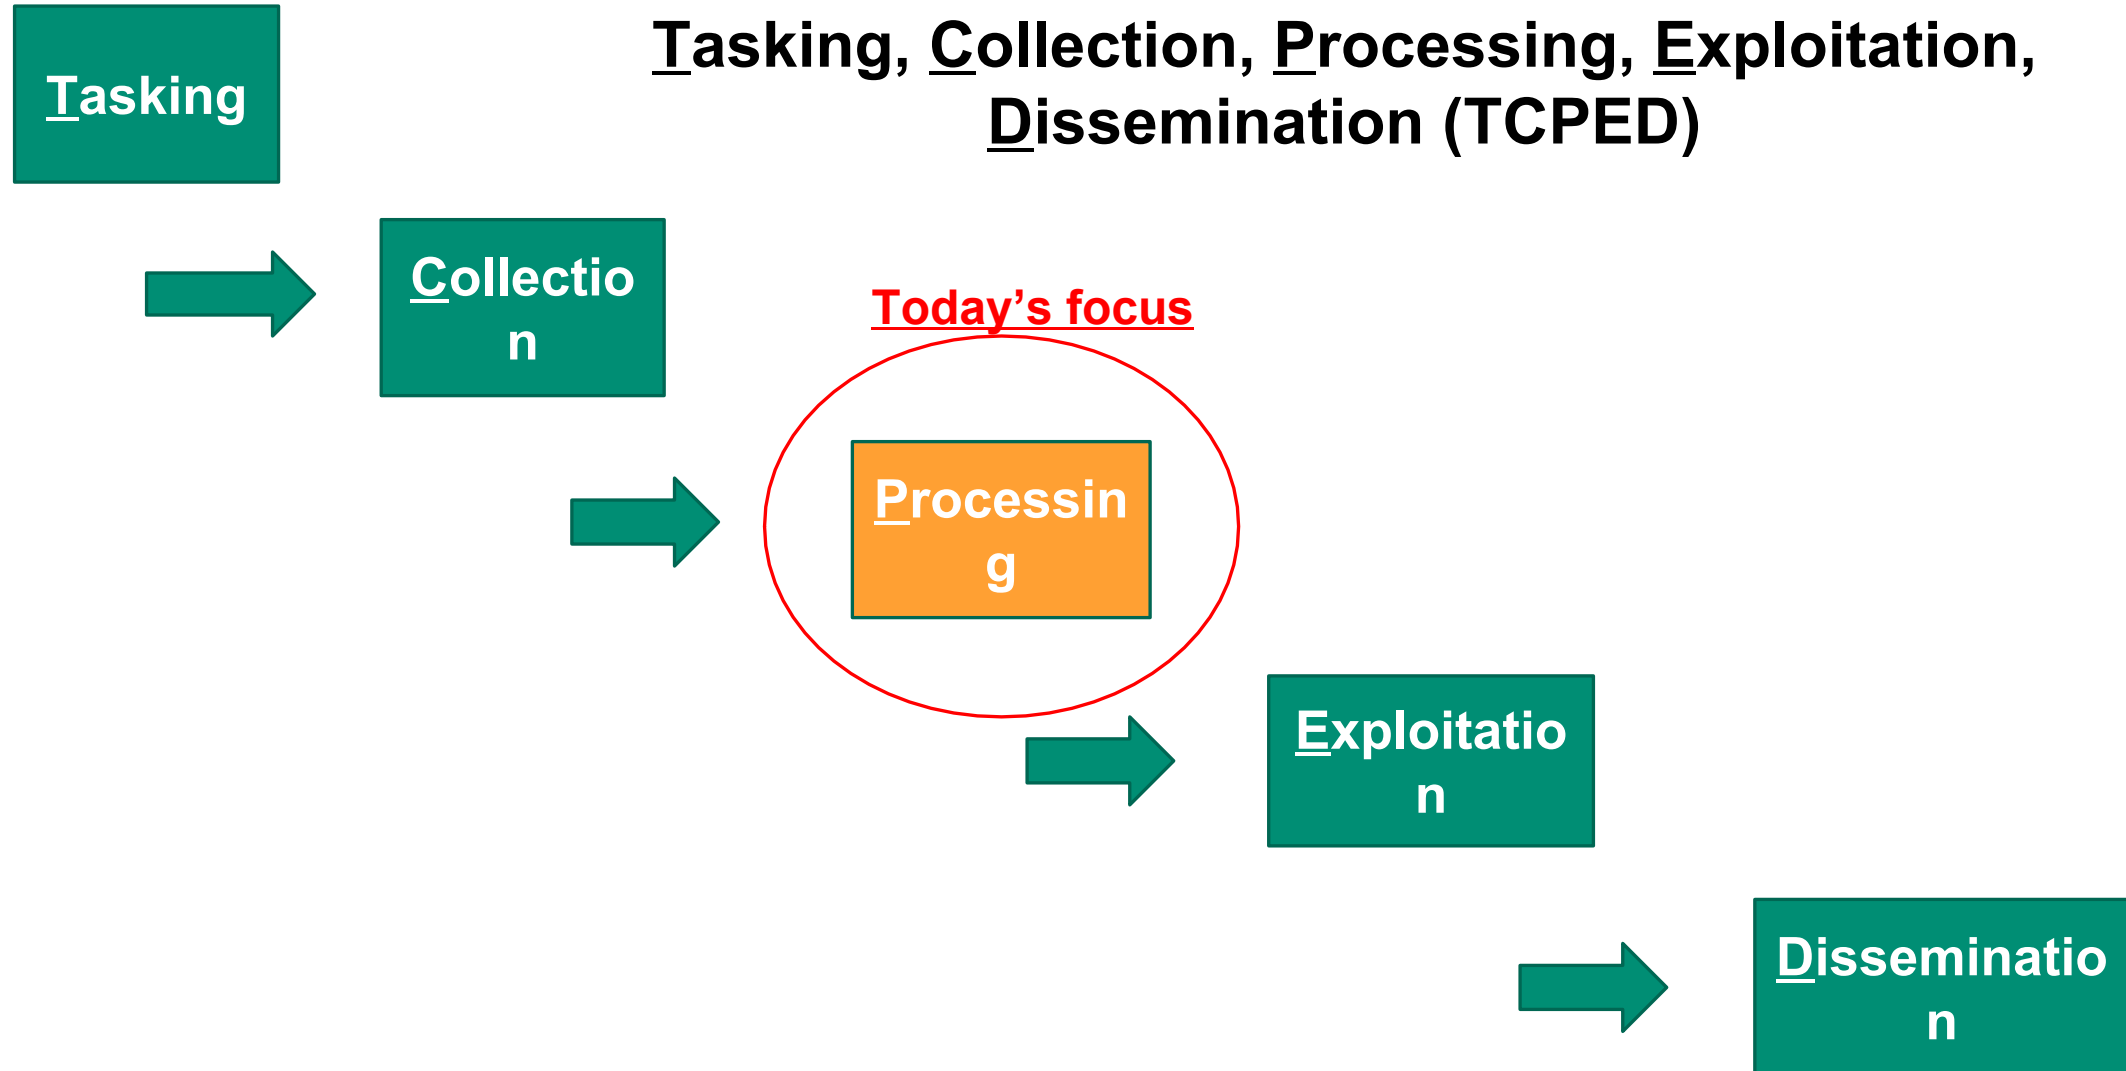 Tasking, Collection, Processing, Exploitation,
Dissemination (TCPED)
Tasking
Collectio
n
Today’s focus
Processin
g
Exploitatio
n
Disseminatio
n